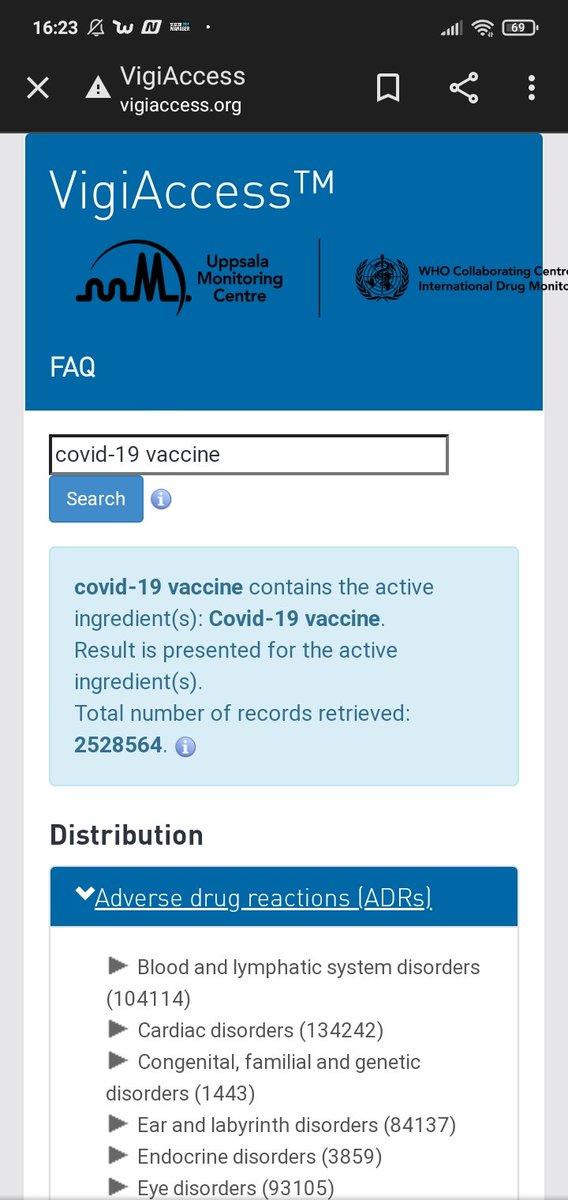 16:23
69
VigiAccess
vigiaccess.org
VigiAccess™
Uppsala
Monitoring
Centre
WHO Collaborating Centre
International Drug Monito
FAQ
covid-19 vaccine
Search
covid-19 vaccine contains the active
ingredient(s): Covid-19 vaccine.
Result is presented for the active
ingredient(s).
Total number of records retrieved:
2528564.
Distribution
Adverse drug reactions (ADRs)
Blood and lymphatic system disorders
(104114)
Cardiac disorders (134242)
Congenital, familial and genetic
disorders (1443)
Ear and labyrinth disorders (84137)
Endocrine disorders (3859)
Eye disorders (93105)